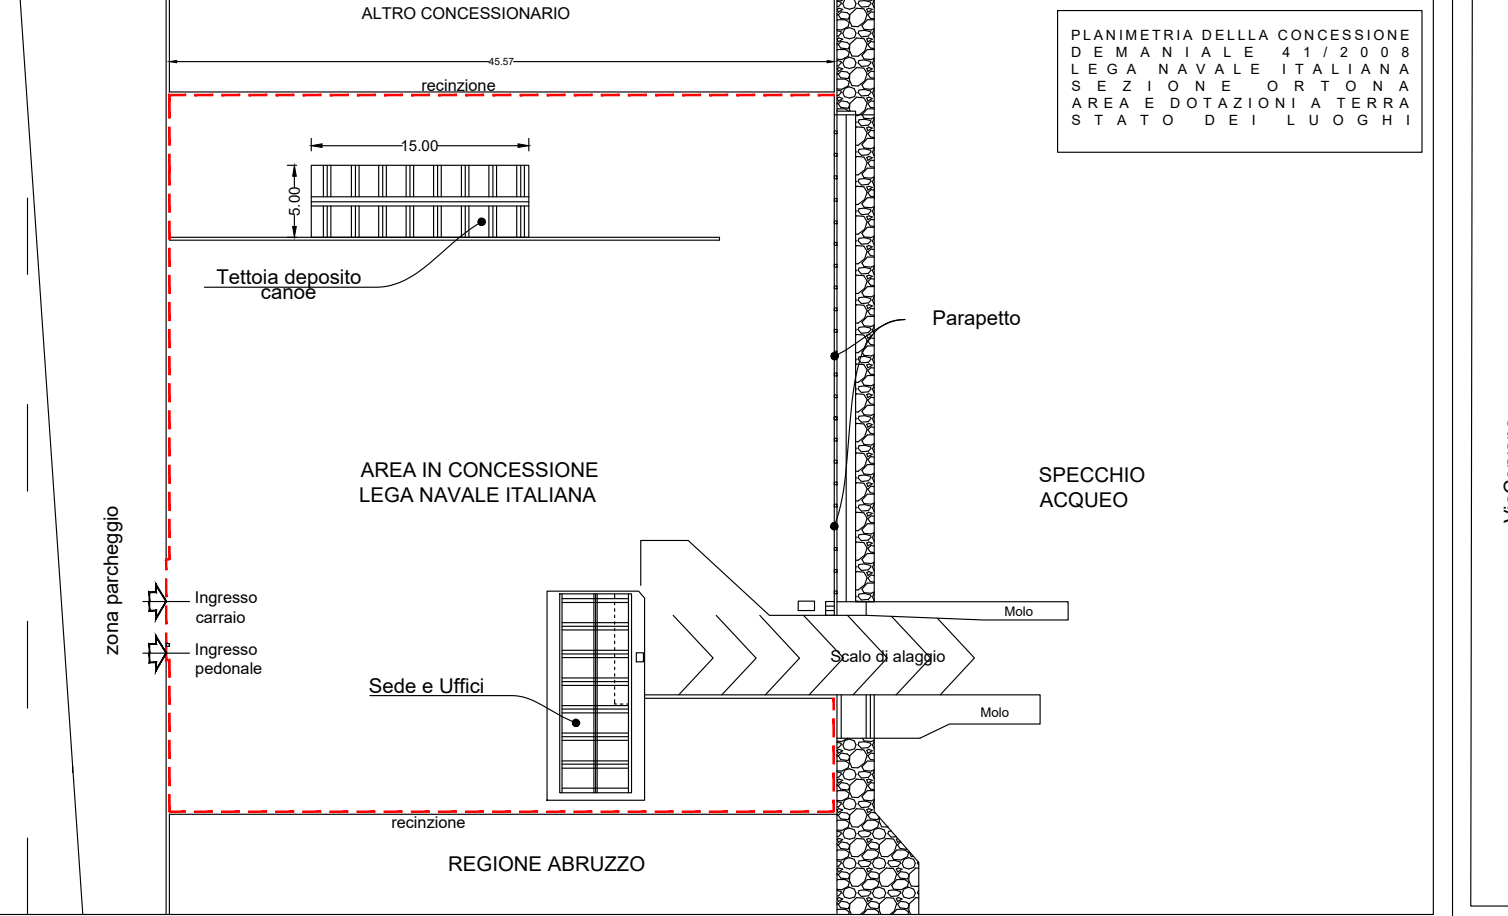 ALTRO CONCESSIONARIO
45.57
recinzione
PLANIMETRIA DELLLA CONCESSIONE
DEMANIALE 41/2008
LEGA NAVALE ITALIANA
SEZIONE ORTONA
AREA E DOTAZIONI A TERRA
STATO DEI LUOGHI
15.00
5.00
Tettoia deposito
canoe
Parapetto
AREA IN CONCESSIONE
LEGA NAVALE ITALIANA
SPECCHIO
ACQUEO
zona parcheggio
Ingresso
carraio
Ingresso
pedonale
Molo
Scalo di alaggio
Sede e Uffici
Molo
recinzione
REGIONE ABRUZZO